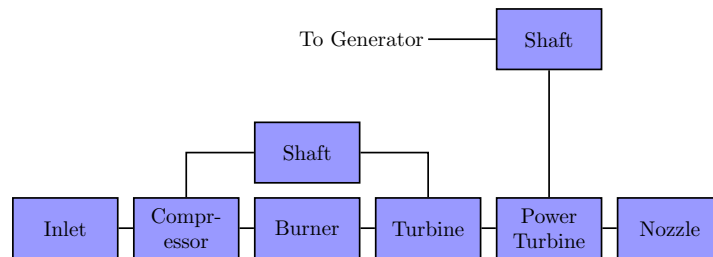 To Generator
Shaft
Shaft
Inlet
Compr-
essor
Burner
Turbine
Power
Turbine
Nozzle